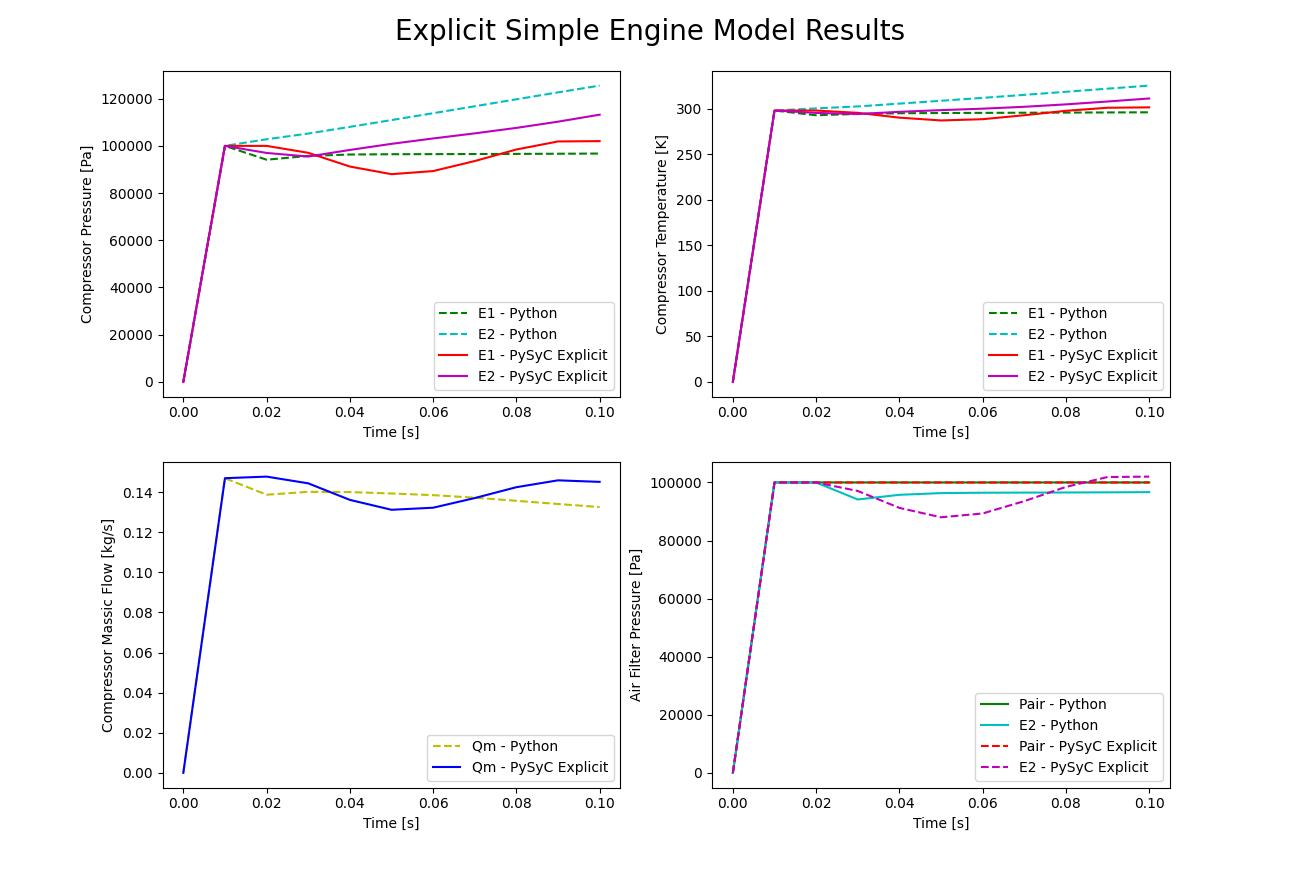 Explicit Simple Engine Model Results
Compressor Pressure [Pa]
120000
100000
80000
60000
40000
20000
0
0.00 0.02 0.04 0.06 0.08 0.10
Time [s]
E1 - Python
E2 - Python
E1 - PySyC Explicit
E2 - PySyC Explicit
Compressor Temperature [K]
300
250
200
150
100
50
0
0.00 0.02 0.04 0.06 0.08 0.10
Time [s]
E1 - Python
E2 - Python
E1 - PySyC Explicit
E2 - PySyC Explicit
Compressor Massic Flow [kg/s]
0.14
0.12
0.10
0.08
0.06
0.04
0.02
0.00
0.00 0.02 0.04 0.06 0.08 0.10
Time [s]
Qm - Python
Qm - PySyC Explicit
Air Filter Pressure [Pa]
100000
80000
60000
40000
20000
0
0.00 0.02 0.04 0.06 0.08 0.10
Time [s]
Pair - Python
E2 - Python
Pair - PySyC Explicit
E2 - PySyC Explicit